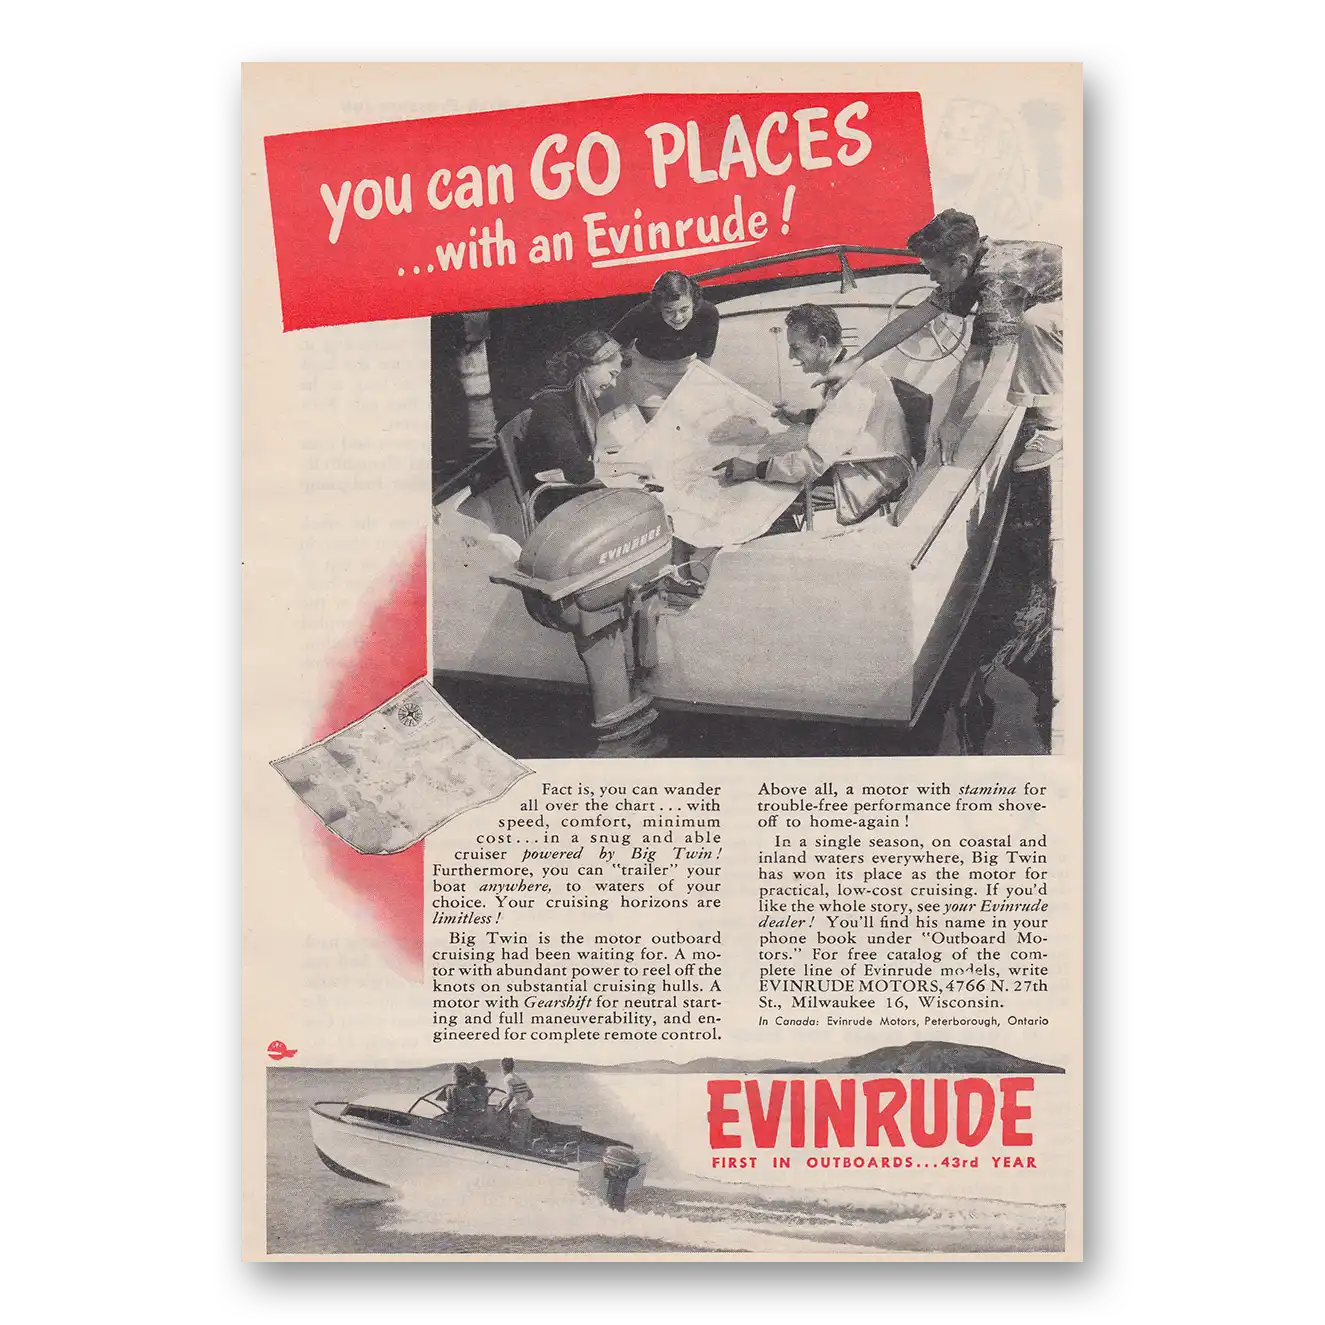 you can GO PLACES
...with an Evinrude!
EVINRUDE
Fact is, you can wander
all over the chart... with
speed, comfort, minimum
cost...in a snug and able
cruiser powered by Big Twin!
Furthermore, you can "trailer" your
boat anywhere, to waters of your
choice. Your cruising horizons are
limitless!
Big Twin is the motor outboard
cruising had been waiting for. A mo-
tor with abundant power to reel off the
knots on substantial cruising hulls. A
motor with Gearshift for neutral start-
ing and full maneuverability, and en-
gineered for complete remote control.
Above all, a motor with stamina for
trouble-free performance from shove-
off to home-again!
In a single season, on coastal and
inland waters everywhere, Big Twin
has won its place as the motor for
practical, low-cost cruising. If you'd
like the whole story, see your Evinrude
dealer! You'll find his name in your
phone book under "Outboard Mo-
tors." For free catalog of the com-
plete line of Evinrude models, write
EVINRUDE MOTORS, 4766 N. 27th
St., Milwaukee 16, Wisconsin.
In Canada: Evinrude Motors, Peterborough, Ontario
EVINRUDE
FIRST IN OUTBOARDS...43rd YEAR